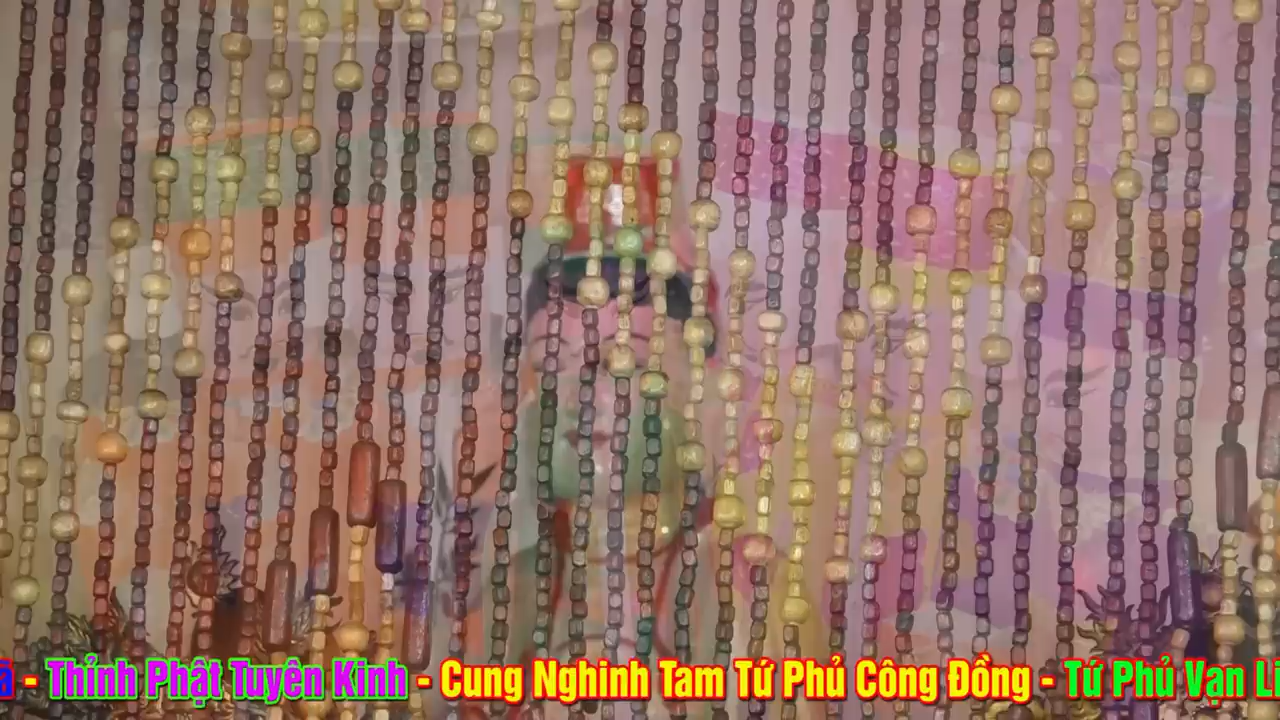 - Thỉnh Phật Tuyên Kinh - Cung Nghinh Tam Tứ Phủ Công Đồng - Tứ Phủ Vạn